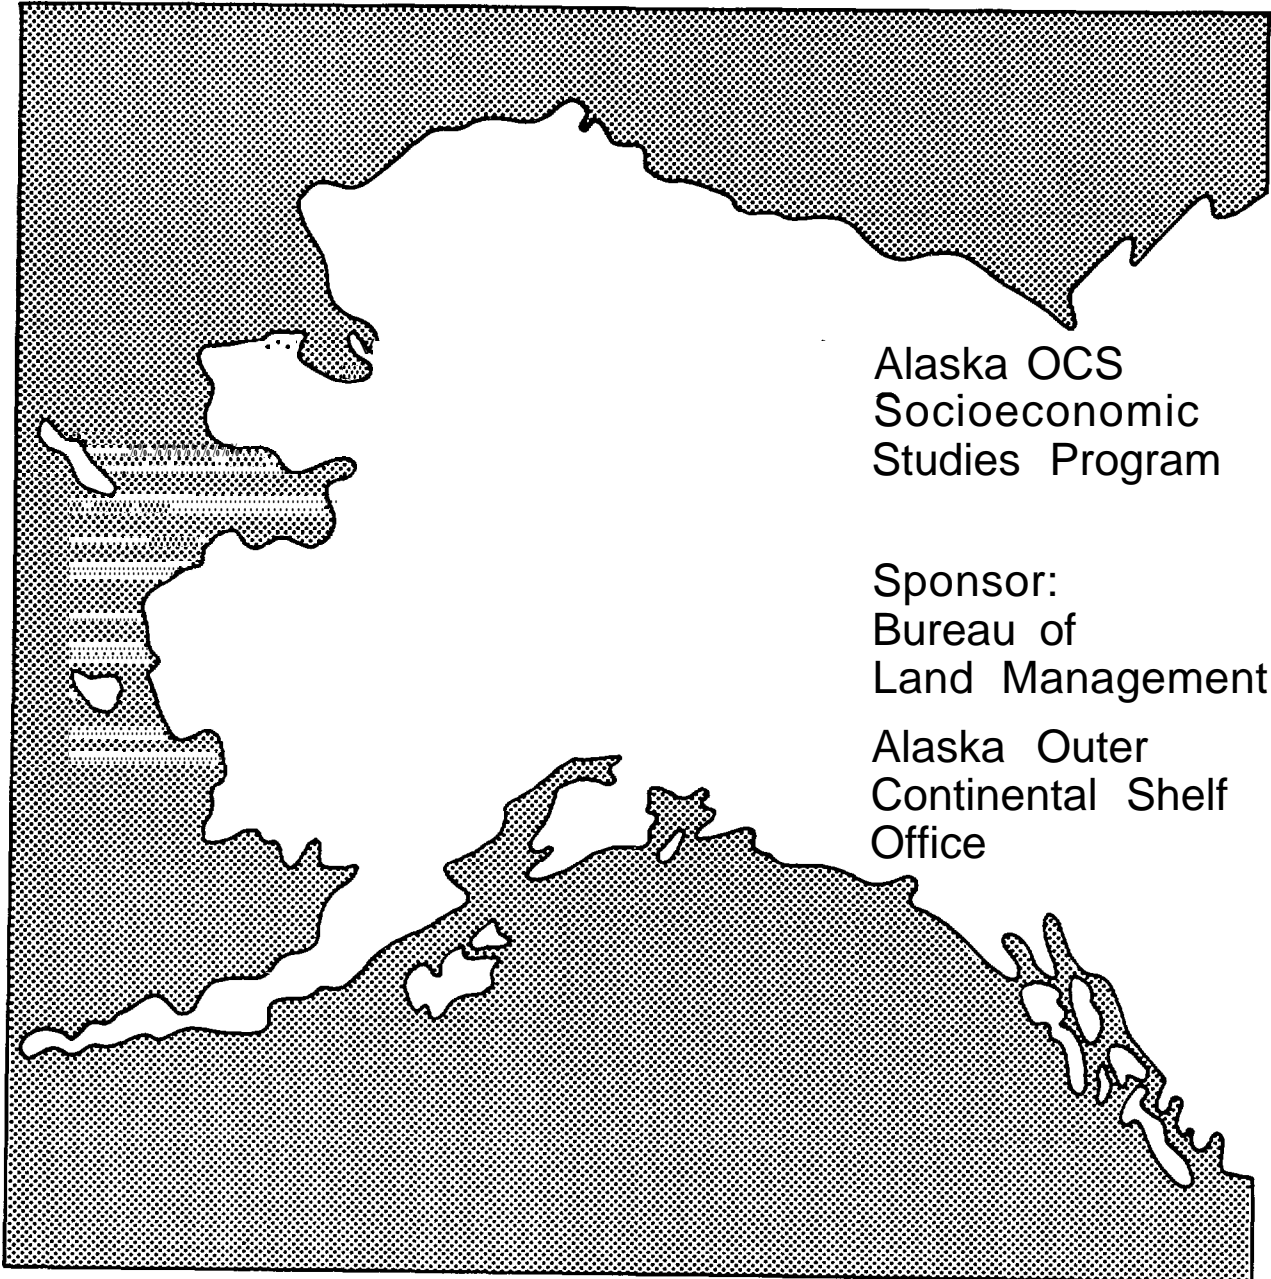 Alaska OCS
Socioeconomic
Studies Program
Sponsor:
Bureau of
Land Management
Alaska Outer
Continental Shelf
Office